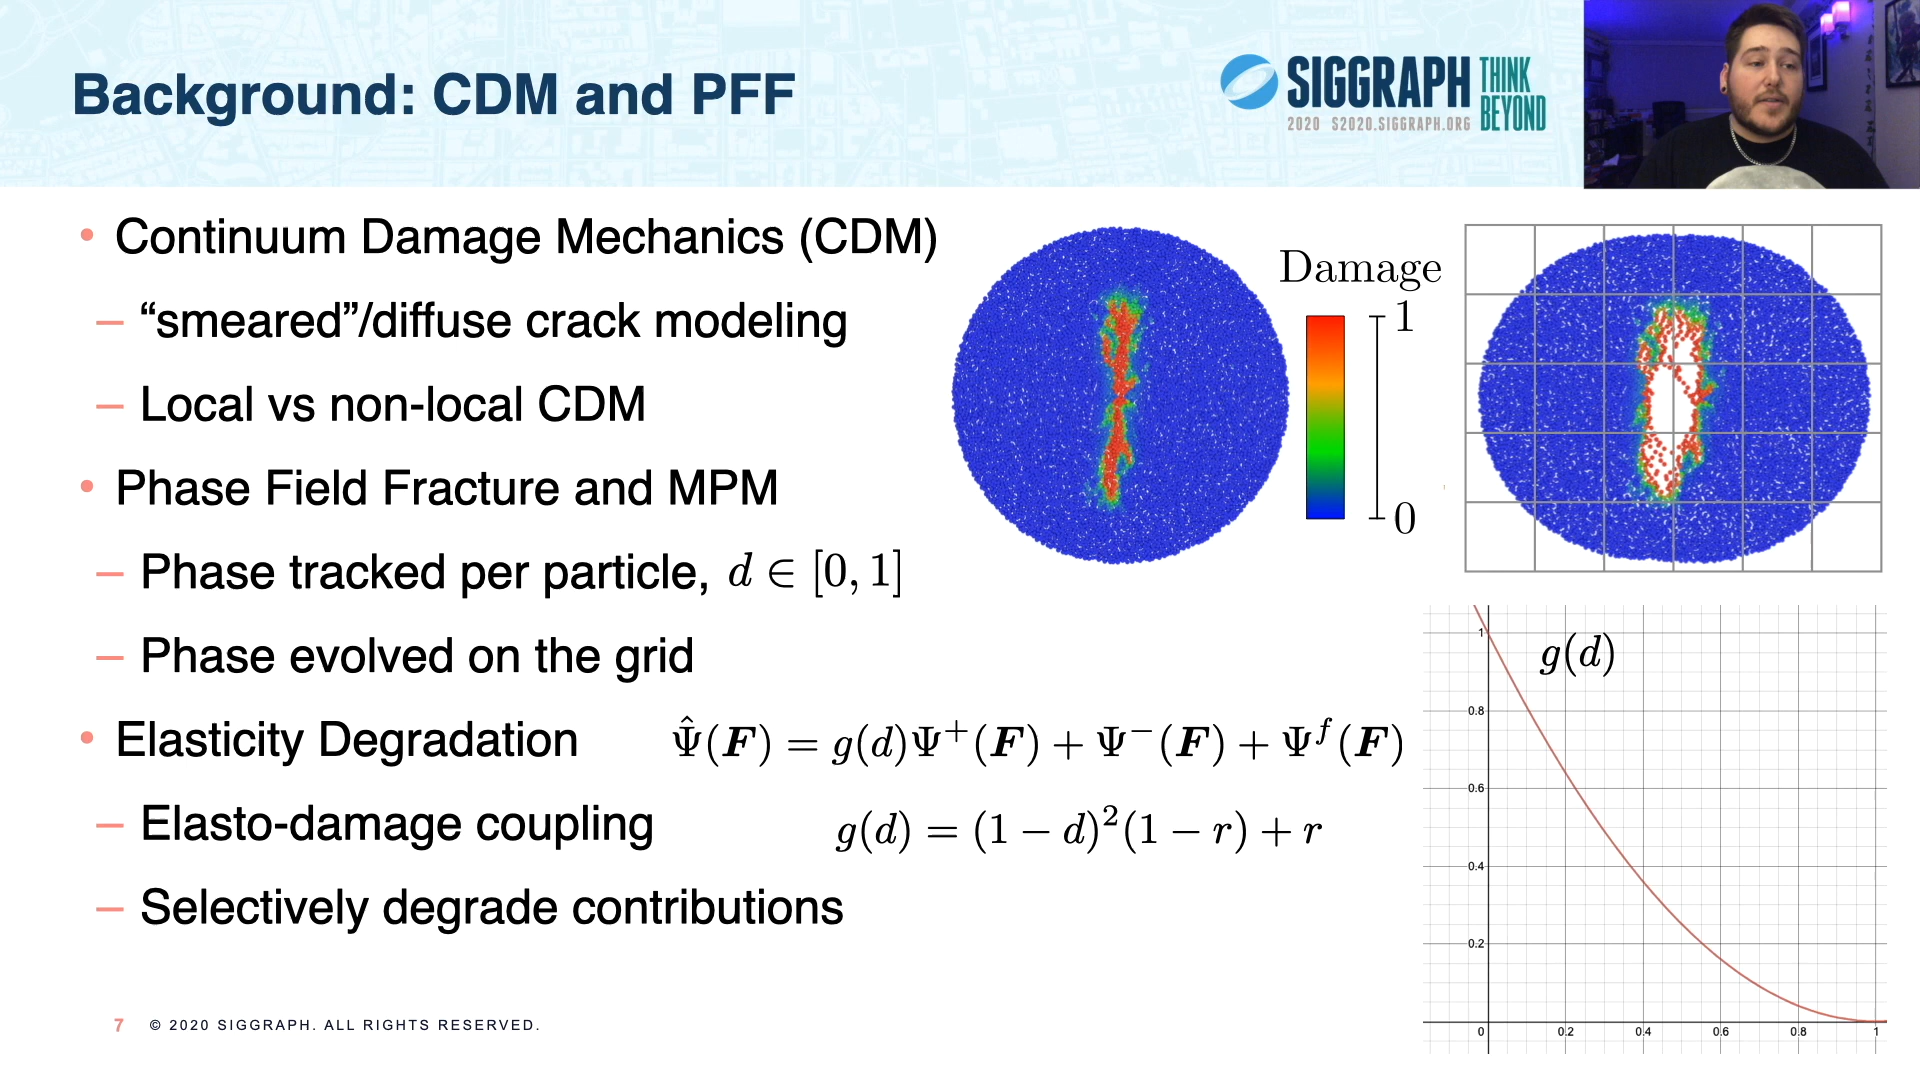 Background: CDM and PFF
SIGGRAPH THINK BEYOND
2020 S2020.SIGGRAPH.ORG
• Continuum Damage Mechanics (CDM)
– “smeared”/diffuse crack modeling
– Local vs non-local CDM
• Phase Field Fracture and MPM
– Phase tracked per particle, d ∈ [0, 1]
– Phase evolved on the grid
• Elasticity Degradation
Ψ̂(F) = g(d)Ψ⁺(F) + Ψ⁻(F) + Ψᶠ(F)
– Elasto-damage coupling
g(d) = (1 − d)²(1 − r) + r
– Selectively degrade contributions
Damage
1
0
g(d)
1
0.8
0.6
0.4
0.2
0 0.2 0.4 0.6 0.8 1
7 © 2020 SIGGRAPH. ALL RIGHTS RESERVED.